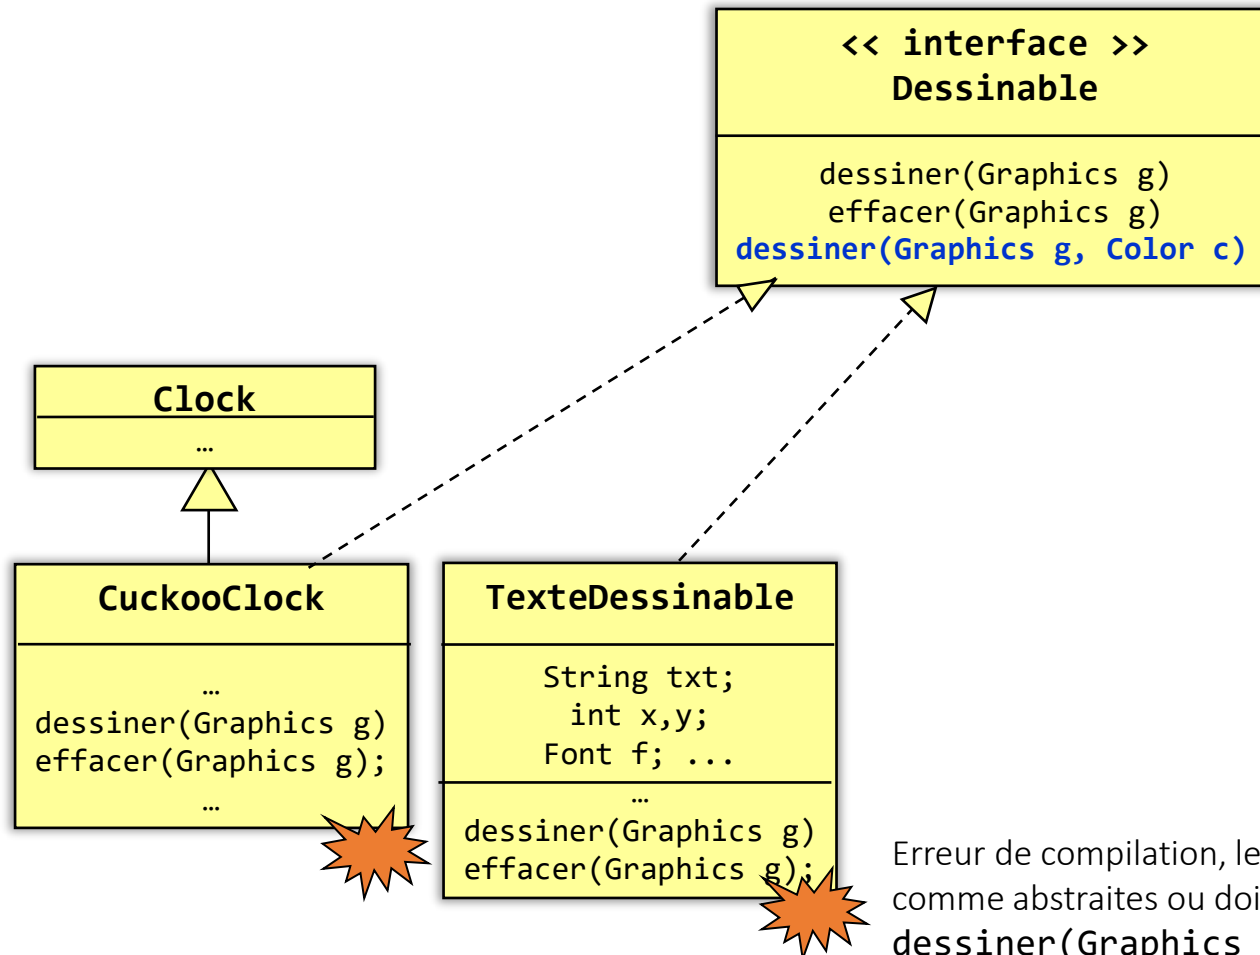 << interface >>
Dessinable
dessiner(Graphics g)
effacer(Graphics g)
dessiner(Graphics g, Color c)
Clock
…
CuckooClock
…
dessiner(Graphics g)
effacer(Graphics g);
…
TexteDessinable
String txt;
int x,y;
Font f; ...
…
dessiner(Graphics g)
effacer(Graphics g);
Erreur de compilation, le
comme abstraites ou doi
dessiner(Graphics